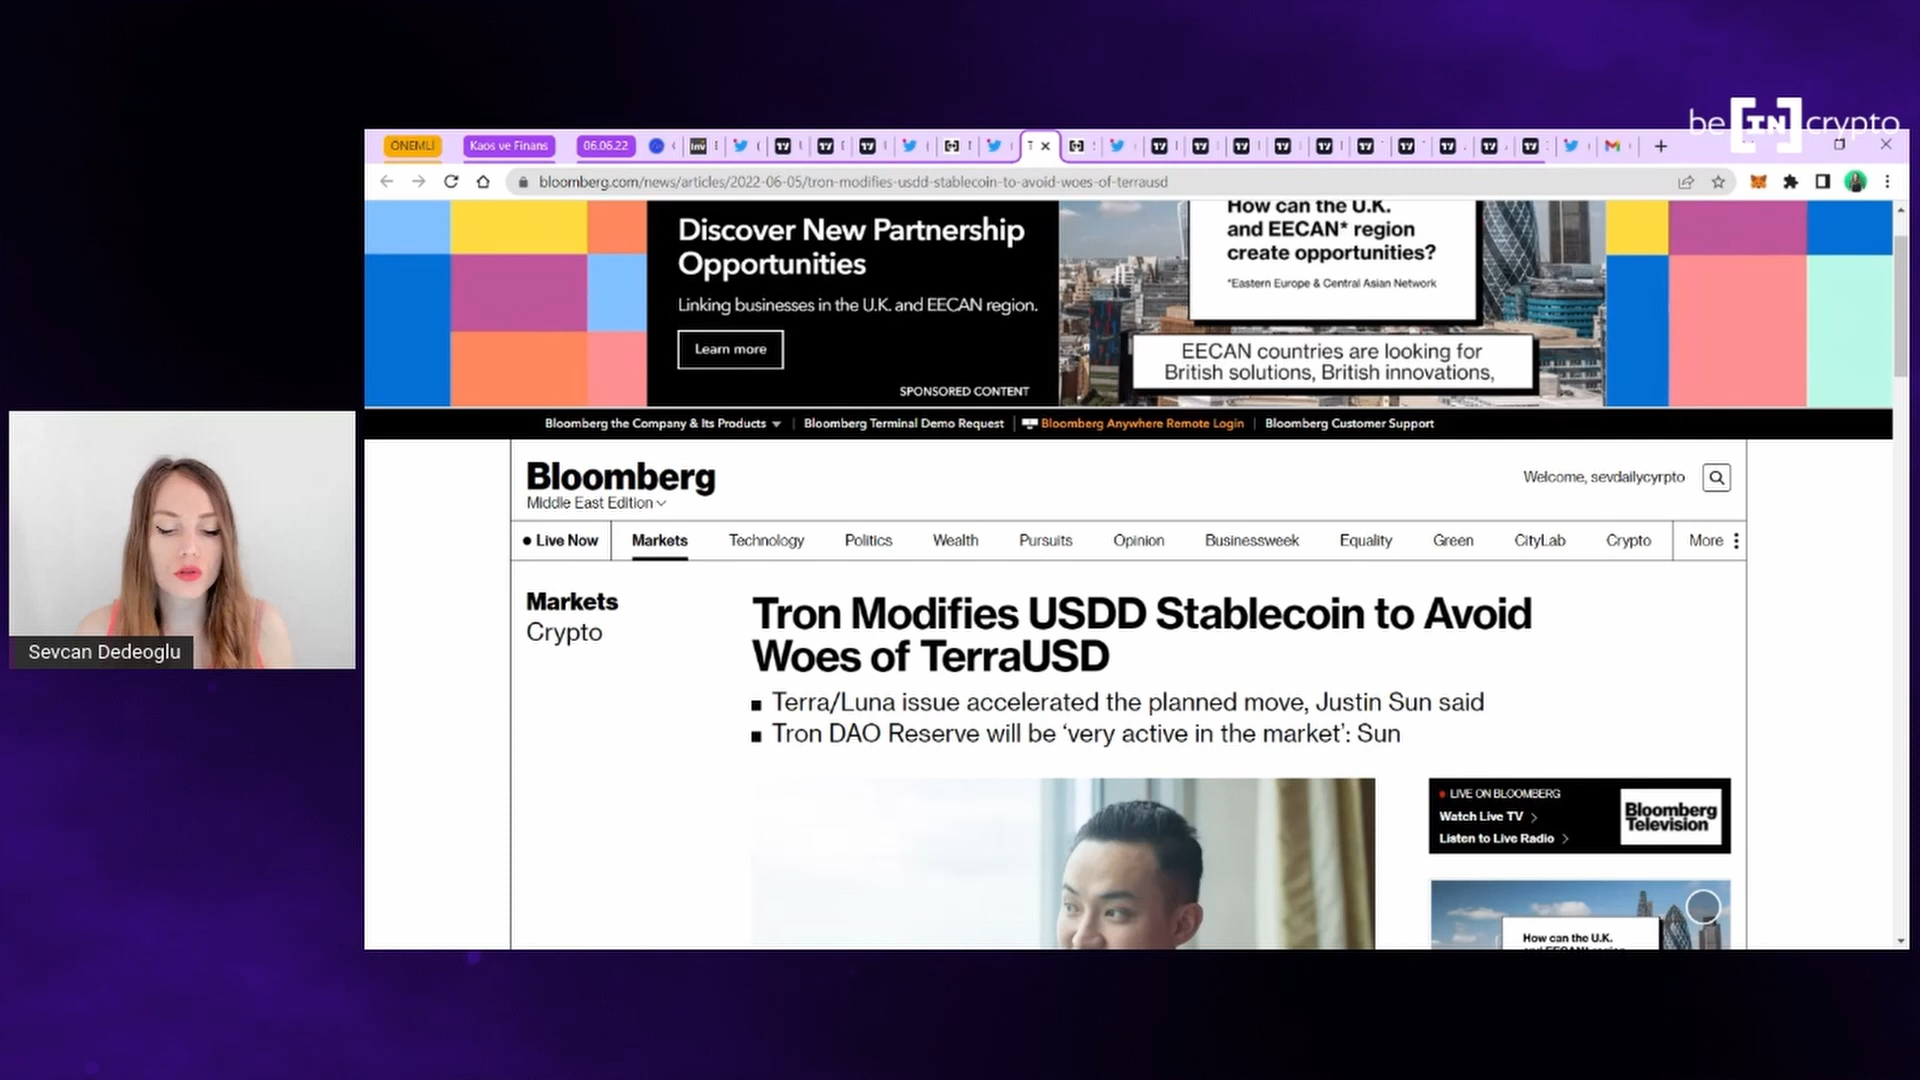 be[IN]crypto
ONEMLİ
Kaos ve Finans
06.06.22
bloomberg.com/news/articles/2022-06-05/tron-modifies-usdd-stablecoin-to-avoid-woes-of-terrausd
Discover New Partnership
Opportunities
Linking businesses in the U.K. and EECAN region.
Learn more
SPONSORED CONTENT
How can the U.K.
and EECAN* region
create opportunities?
*Eastern Europe & Central Asian Network
EECAN countries are looking for
British solutions, British innovations,
Bloomberg the Company & Its Products
Bloomberg Terminal Demo Request
Bloomberg Anywhere Remote Login
Bloomberg Customer Support
Bloomberg
Middle East Edition
Welcome, sevdailycyrpto
Live Now
Markets
Technology
Politics
Wealth
Pursuits
Opinion
Businessweek
Equality
Green
CityLab
Crypto
More
Markets
Crypto
Tron Modifies USDD Stablecoin to Avoid
Woes of TerraUSD
Terra/Luna issue accelerated the planned move, Justin Sun said
Tron DAO Reserve will be ‘very active in the market’: Sun
LIVE ON BLOOMBERG
Watch Live TV
Listen to Live Radio
Bloomberg
Television
How can the U.K.
Sevcan Dedeoglu